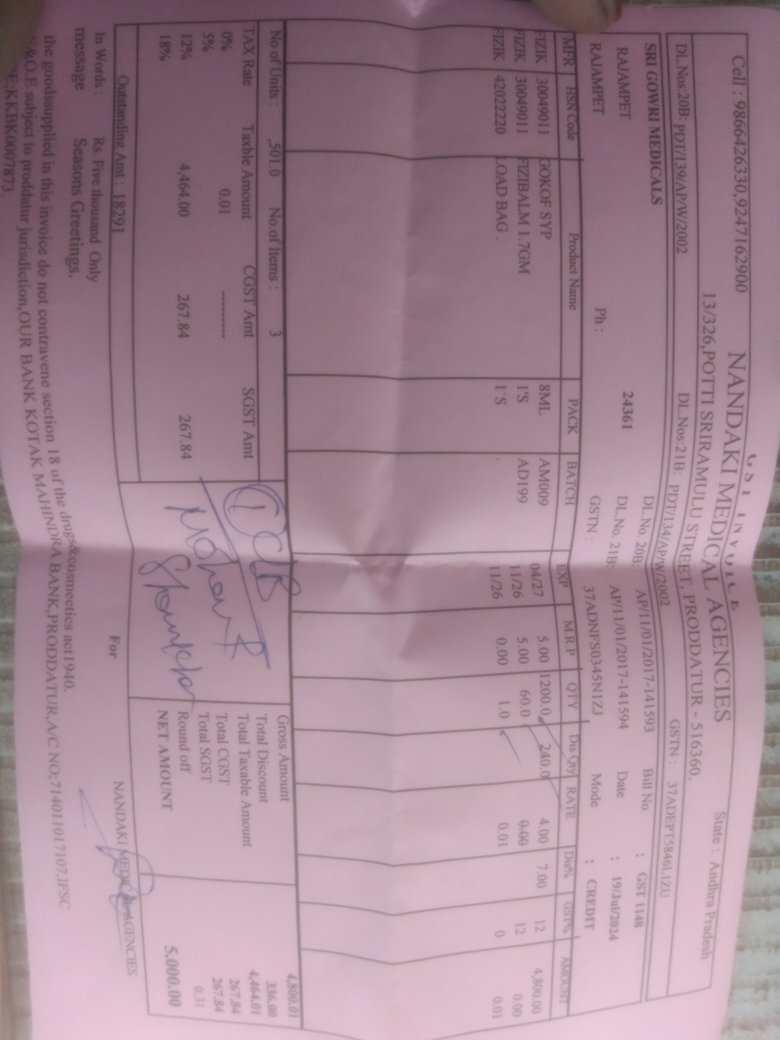 GST INVOICE
Cell : 9866426330,9247162900 NANDAKI MEDICAL AGENCIES State : Andhra Pradesh
13/326,POTTI SRIRAMULU STREET, PRODDATUR - 516360.
DL.Nos:20B: PDT/139/AP/W/2002 DL.Nos:21B: PDT/134/AP/W/2002 GSTN : 37ADEPT5846L1ZU
SRI GOWRI MEDICALS DL.No. 20B: AP/11/01/2017-141593 Bill No. : GST 1148
RAJAMPET 24361 DL.No. 21B: AP/11/01/2017-141594 Date : 19/Jul/2024
RAJAMPET Ph : GSTN : 37ADNFS0345N1ZJ Mode : CREDIT
MFR HSN Code Product Name PACK BATCH EXP M.R.P QTY Dis Qty RATE Dis% GST% AMOUNT
FIZIK 30049011 GOKOF SYP 8ML AM009 04/27 5.00 1200.0 240.0 4.00 7.00 12 4,800.00
FIZIK 30049011 FIZIBALM 1.7GM 1'S AD199 11/26 5.00 60.0 0.00 12 0.00
FIZIK 42022220 LOAD BAG . 1'S . 11/26 0.00 1.0 0.01 0 0.01
No of Units : ,501.0 No.of Items : 3
TAX Rate Taxble Amount CGST Amt SGST Amt
0% 0.01 ----------
5%
12% 4,464.00 267.84 267.84
18%
Gross Amount 4,800.01
Total Discount 336.00
Total Taxable Amount 4,464.01
Total CGST 267.84
Total SGST 267.84
Round off 0.31
NET AMOUNT 5,000.00
Outstanding Amt : 18291
In Words : Rs. Five thousand Only For
message Seasons Greetings. NANDAKI MEDICAL AGENCIES
the goodssupplied in this invoice do not contravene section 18 of the drugs&cosmeetics act1940.
E&O.E subject to proddatur jurisdiction,OUR BANK KOTAK MAHINDRA BANK,PRODDATUR,A/C NO;714011017107,IFSC
DE-KKBK0007873.